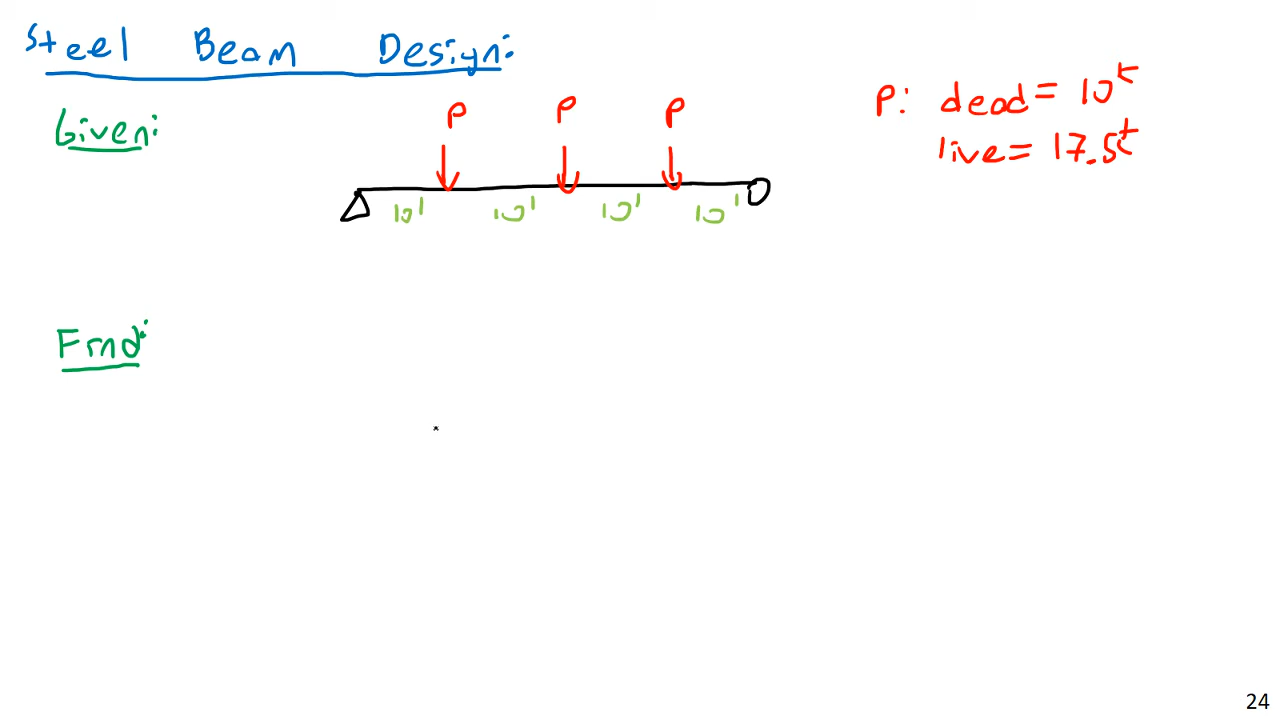 Steel Beam Design:
Given:
P P P
P: dead = 10k
live = 17.5k
10' 10' 10' 10'
Find:
24